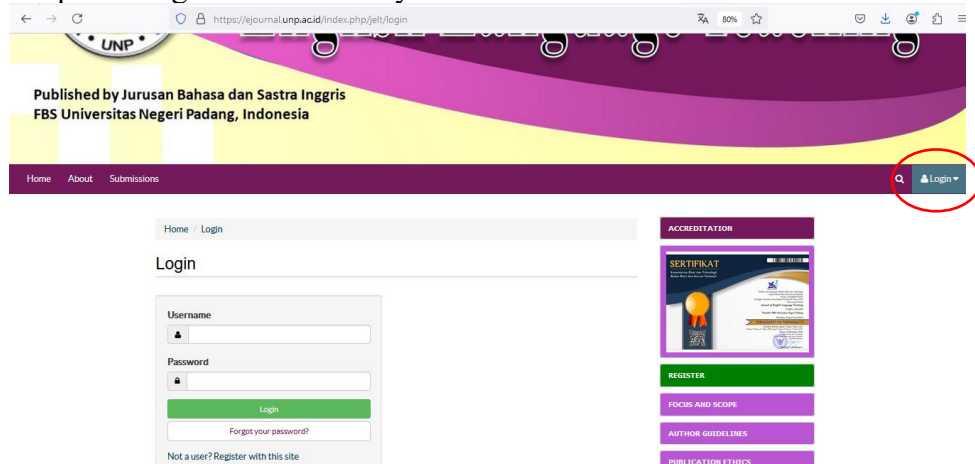 https://ejournal.unp.ac.id/index.php/jelt/login
80%
UNP
Published by Jurusan Bahasa dan Sastra Inggris
FBS Universitas Negeri Padang, Indonesia
Home About Submissions
Login
Home / Login
Login
Username
Password
Login
Forgot your password?
Not a user? Register with this site
ACCREDITATION
SERTIFIKAT
REGISTER
FOCUS AND SCOPE
AUTHOR GUIDELINES
PUBLICATION ETHICS